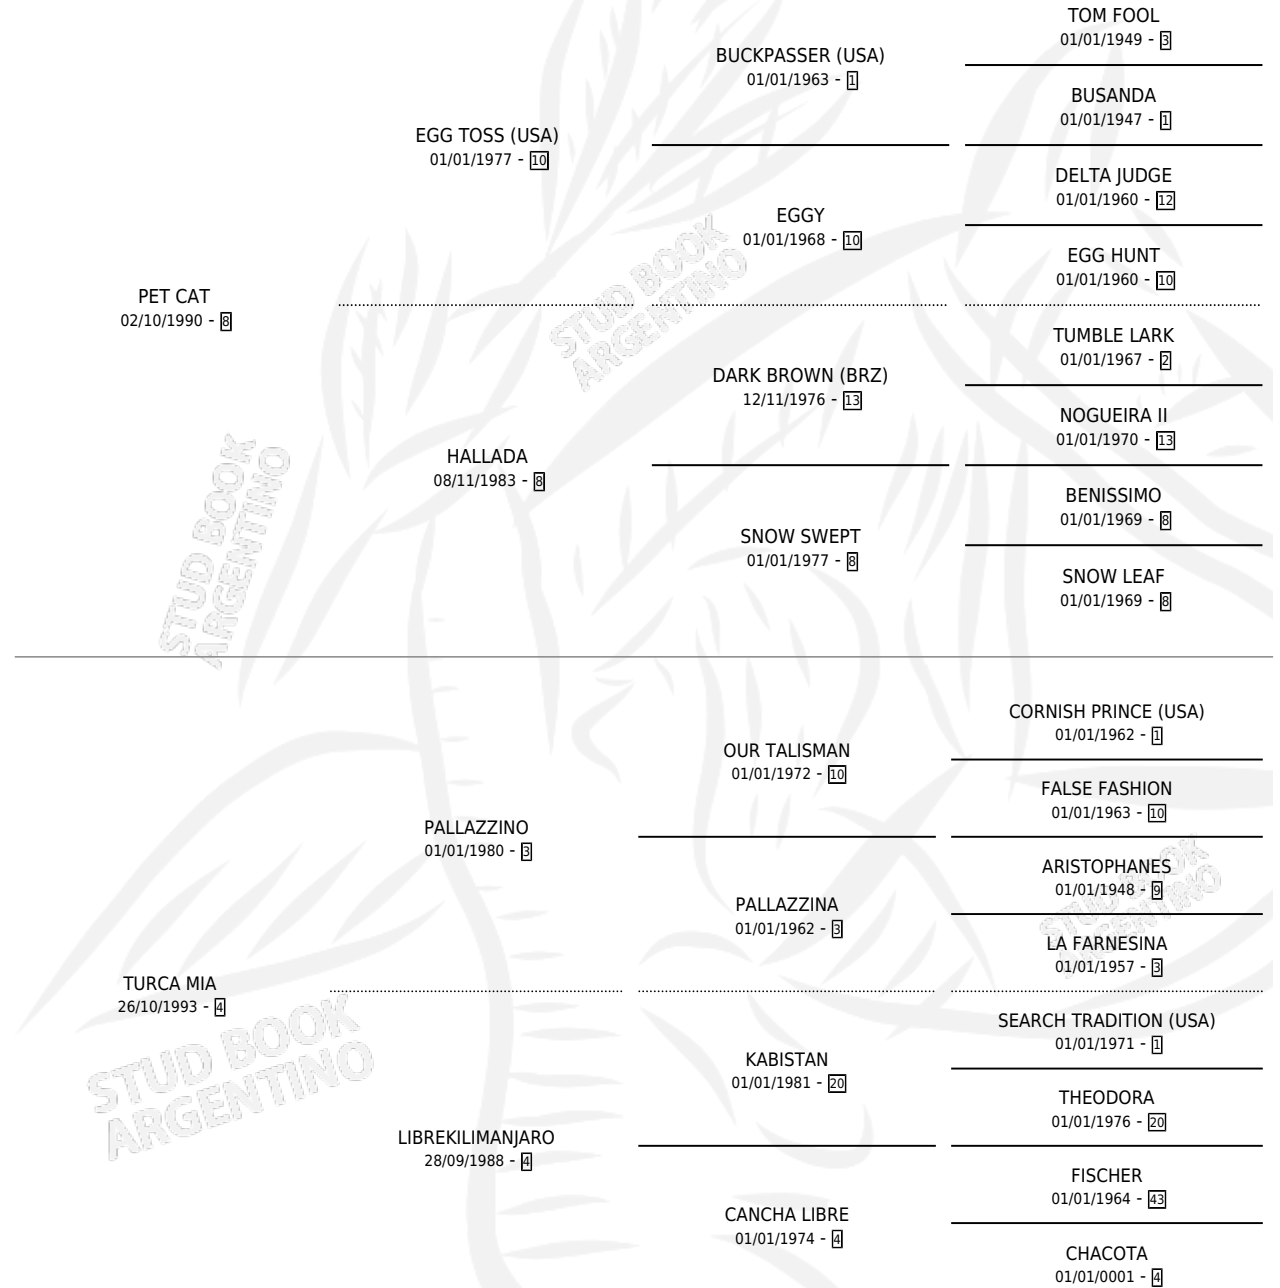 TOM FOOL
01/01/1949 - 3
BUCKPASSER (USA)
01/01/1963 - 1
BUSANDA
01/01/1947 - 1
EGG TOSS (USA)
01/01/1977 - 10
DELTA JUDGE
01/01/1960 - 12
EGGY
01/01/1968 - 10
EGG HUNT
01/01/1960 - 10
PET CAT
02/10/1990 - 8
STUD BOOK
ARGENTINO
TUMBLE LARK
01/01/1967 - 2
DARK BROWN (BRZ)
12/11/1976 - 13
NOGUEIRA II
01/01/1970 - 13
HALLADA
08/11/1983 - 8
BENISSIMO
01/01/1969 - 8
SNOW SWEPT
01/01/1977 - 8
SNOW LEAF
01/01/1969 - 8
STUD BOOK
ARGENTINO
CORNISH PRINCE (USA)
01/01/1962 - 1
OUR TALISMAN
01/01/1972 - 10
FALSE FASHION
01/01/1963 - 10
PALLAZZINO
01/01/1980 - 3
ARISTOPHANES
01/01/1948 - 9
PALLAZZINA
01/01/1962 - 3
LA FARNESINA
01/01/1957 - 3
STUD BOOK
ARGENTINO
TURCA MIA
26/10/1993 - 4
SEARCH TRADITION (USA)
01/01/1971 - 1
KABISTAN
01/01/1981 - 20
THEODORA
01/01/1976 - 20
STUD BOOK
ARGENTINO
LIBREKILIMANJARO
28/09/1988 - 4
FISCHER
01/01/1964 - 43
CANCHA LIBRE
01/01/1974 - 4
CHACOTA
01/01/0001 - 4